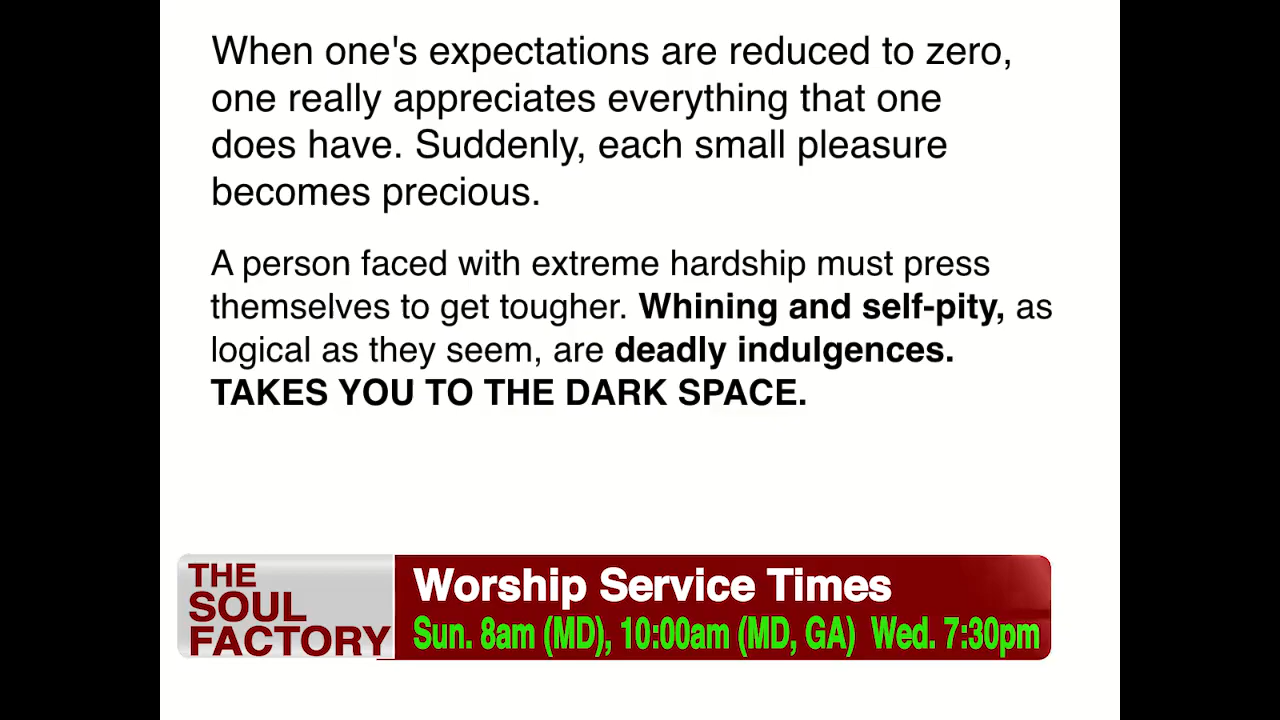 When one's expectations are reduced to zero,
one really appreciates everything that one
does have. Suddenly, each small pleasure
becomes precious.
A person faced with extreme hardship must press
themselves to get tougher. Whining and self-pity, as
logical as they seem, are deadly indulgences.
TAKES YOU TO THE DARK SPACE.
THE
SOUL
FACTORY
Worship Service Times
Sun. 8am (MD), 10:00am (MD, GA) Wed. 7:30pm